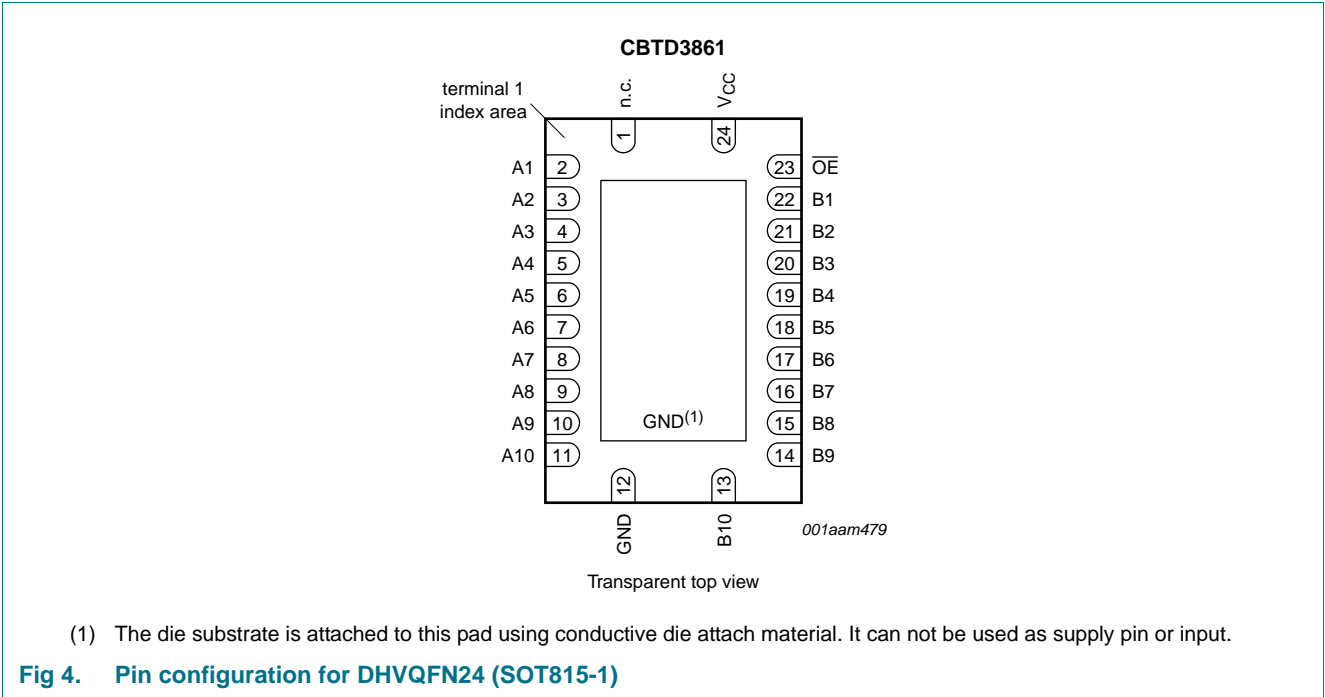 CBTD3861
terminal 1
index area
n.c.
VCC
1
24
A1 2 23 OE
A2 3 22 B1
A3 4 21 B2
A4 5 20 B3
A5 6 19 B4
A6 7 18 B5
A7 8 17 B6
A8 9 16 B7
A9 10 GND(1) 15 B8
A10 11 14 B9
12
13
GND
B10
001aam479
Transparent top view
(1) The die substrate is attached to this pad using conductive die attach material. It can not be used as supply pin or input.
Fig 4. Pin configuration for DHVQFN24 (SOT815-1)